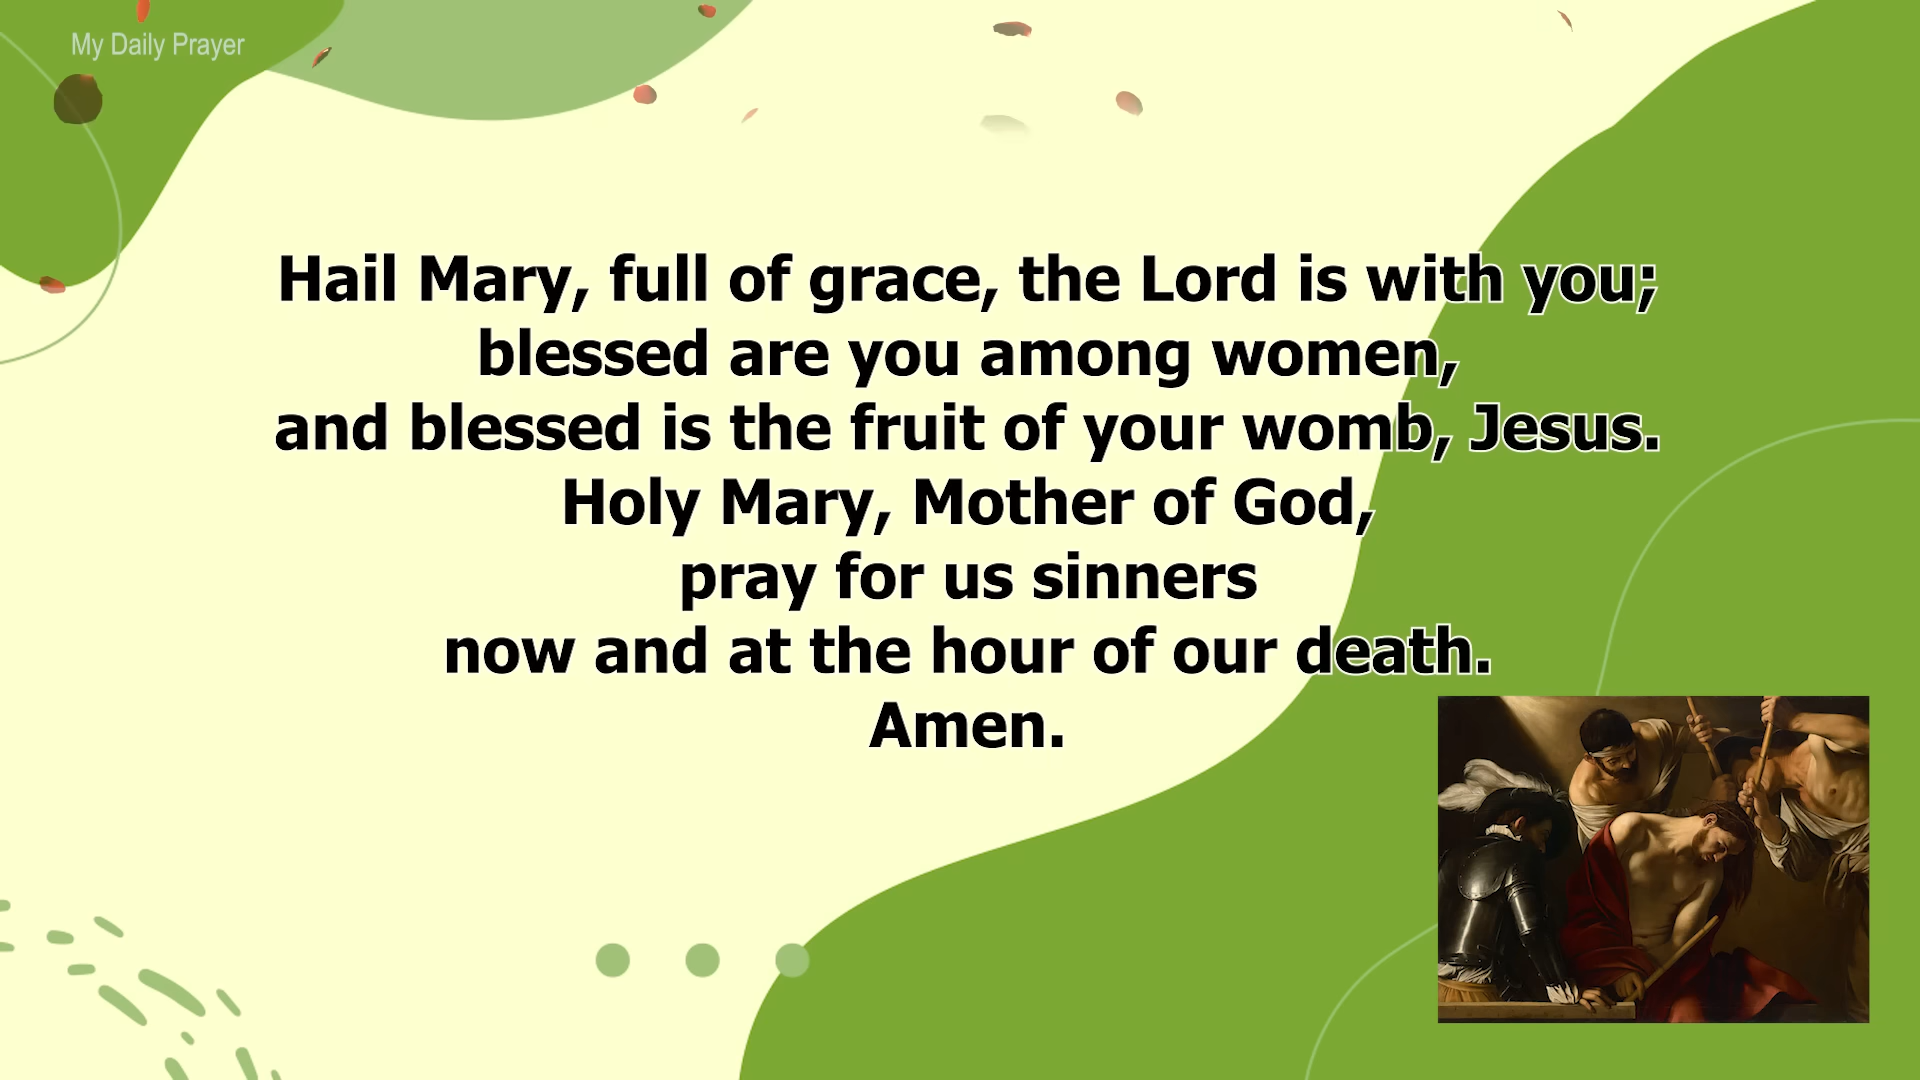 My Daily Prayer
Hail Mary, full of grace, the Lord is with you;
blessed are you among women,
and blessed is the fruit of your womb, Jesus.
Holy Mary, Mother of God,
pray for us sinners
now and at the hour of our death.
Amen.